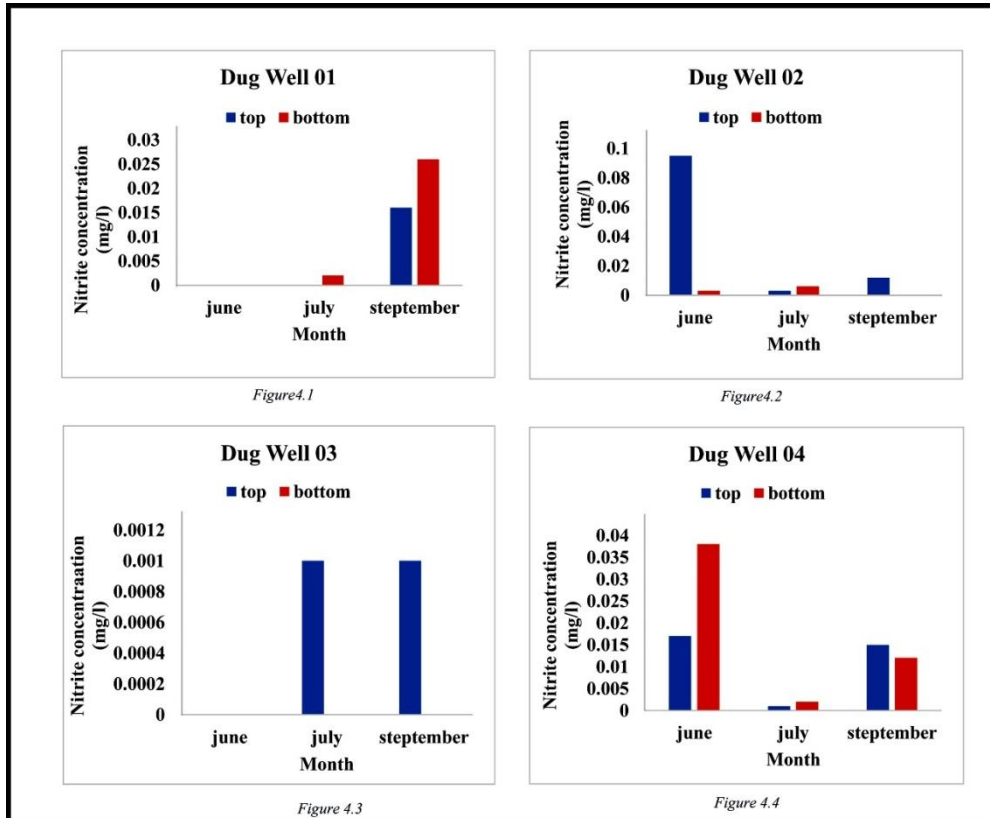 Dug Well 01
top bottom
Nitrite concentration
(mg/l)
0.03
0.025
0.02
0.015
0.01
0.005
0
june july steptember
Month
Figure4.1
Dug Well 02
top bottom
Nitrite concentration
(mg/l)
0.1
0.08
0.06
0.04
0.02
0
june july steptember
Month
Figure4.2
Dug Well 03
top bottom
Nitrite concentraation
(mg/l)
0.0012
0.001
0.0008
0.0006
0.0004
0.0002
0
june july steptember
Month
Figure 4.3
Dug Well 04
top bottom
Nitrite concentration
(mg/l)
0.04
0.035
0.03
0.025
0.02
0.015
0.01
0.005
0
june july steptember
Month
Figure 4.4